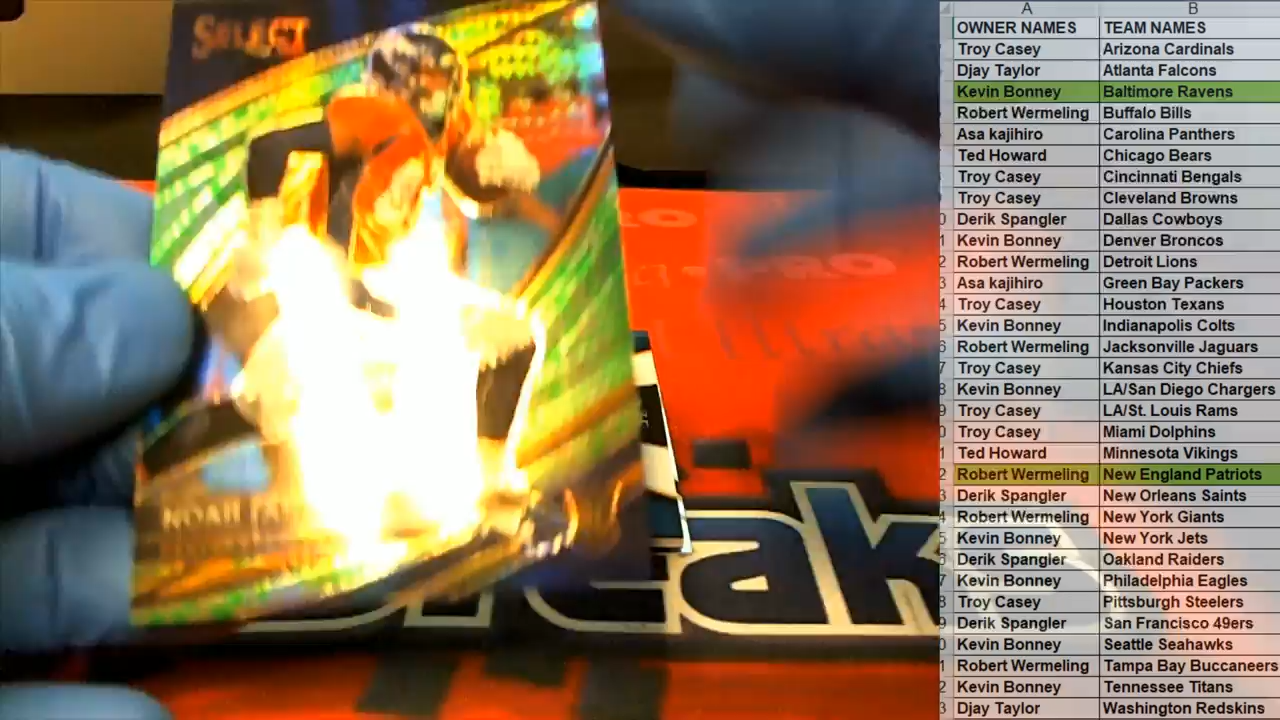 SELECT
NOAH
PRO
PRO
A B
OWNER NAMES TEAM NAMES
Troy Casey Arizona Cardinals
Djay Taylor Atlanta Falcons
Kevin Bonney Baltimore Ravens
Robert Wermeling Buffalo Bills
Asa kajihiro Carolina Panthers
Ted Howard Chicago Bears
Troy Casey Cincinnati Bengals
Troy Casey Cleveland Browns
Derik Spangler Dallas Cowboys
Kevin Bonney Denver Broncos
Robert Wermeling Detroit Lions
Asa kajihiro Green Bay Packers
Troy Casey Houston Texans
Kevin Bonney Indianapolis Colts
Robert Wermeling Jacksonville Jaguars
Troy Casey Kansas City Chiefs
Kevin Bonney LA/San Diego Chargers
Troy Casey LA/St. Louis Rams
Troy Casey Miami Dolphins
Ted Howard Minnesota Vikings
Robert Wermeling New England Patriots
Derik Spangler New Orleans Saints
Robert Wermeling New York Giants
Kevin Bonney New York Jets
Derik Spangler Oakland Raiders
Kevin Bonney Philadelphia Eagles
Troy Casey Pittsburgh Steelers
Derik Spangler San Francisco 49ers
Kevin Bonney Seattle Seahawks
Robert Wermeling Tampa Bay Buccaneers
Kevin Bonney Tennessee Titans
Djay Taylor Washington Redskins